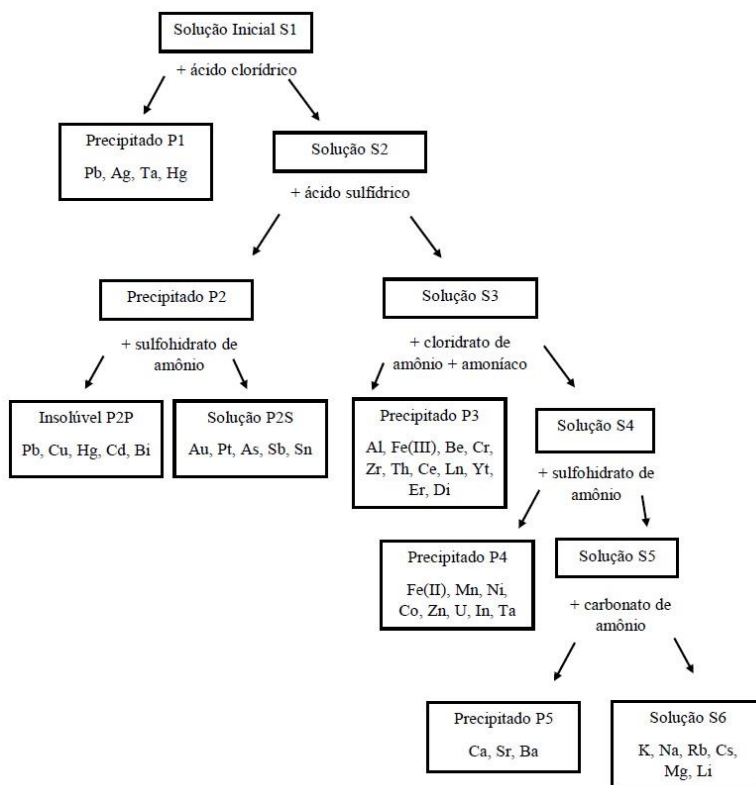 Solução Inicial S1
+ ácido clorídrico
Precipitado P1
Pb, Ag, Ta, Hg
Solução S2
+ ácido sulfídrico
Precipitado P2
Solução S3
+ sulfohidrato de
amônio
+ cloridrato de
amônio + amoníaco
Insolúvel P2P
Pb, Cu, Hg, Cd, Bi
Solução P2S
Au, Pt, As, Sb, Sn
Precipitado P3
Al, Fe(III), Be, Cr,
Zr, Th, Ce, Ln, Yt,
Er, Di
Solução S4
+ sulfohidrato de
amônio
Precipitado P4
Fe(II), Mn, Ni,
Co, Zn, U, In, Ta
Solução S5
+ carbonato de
amônio
Precipitado P5
Ca, Sr, Ba
Solução S6
K, Na, Rb, Cs,
Mg, Li